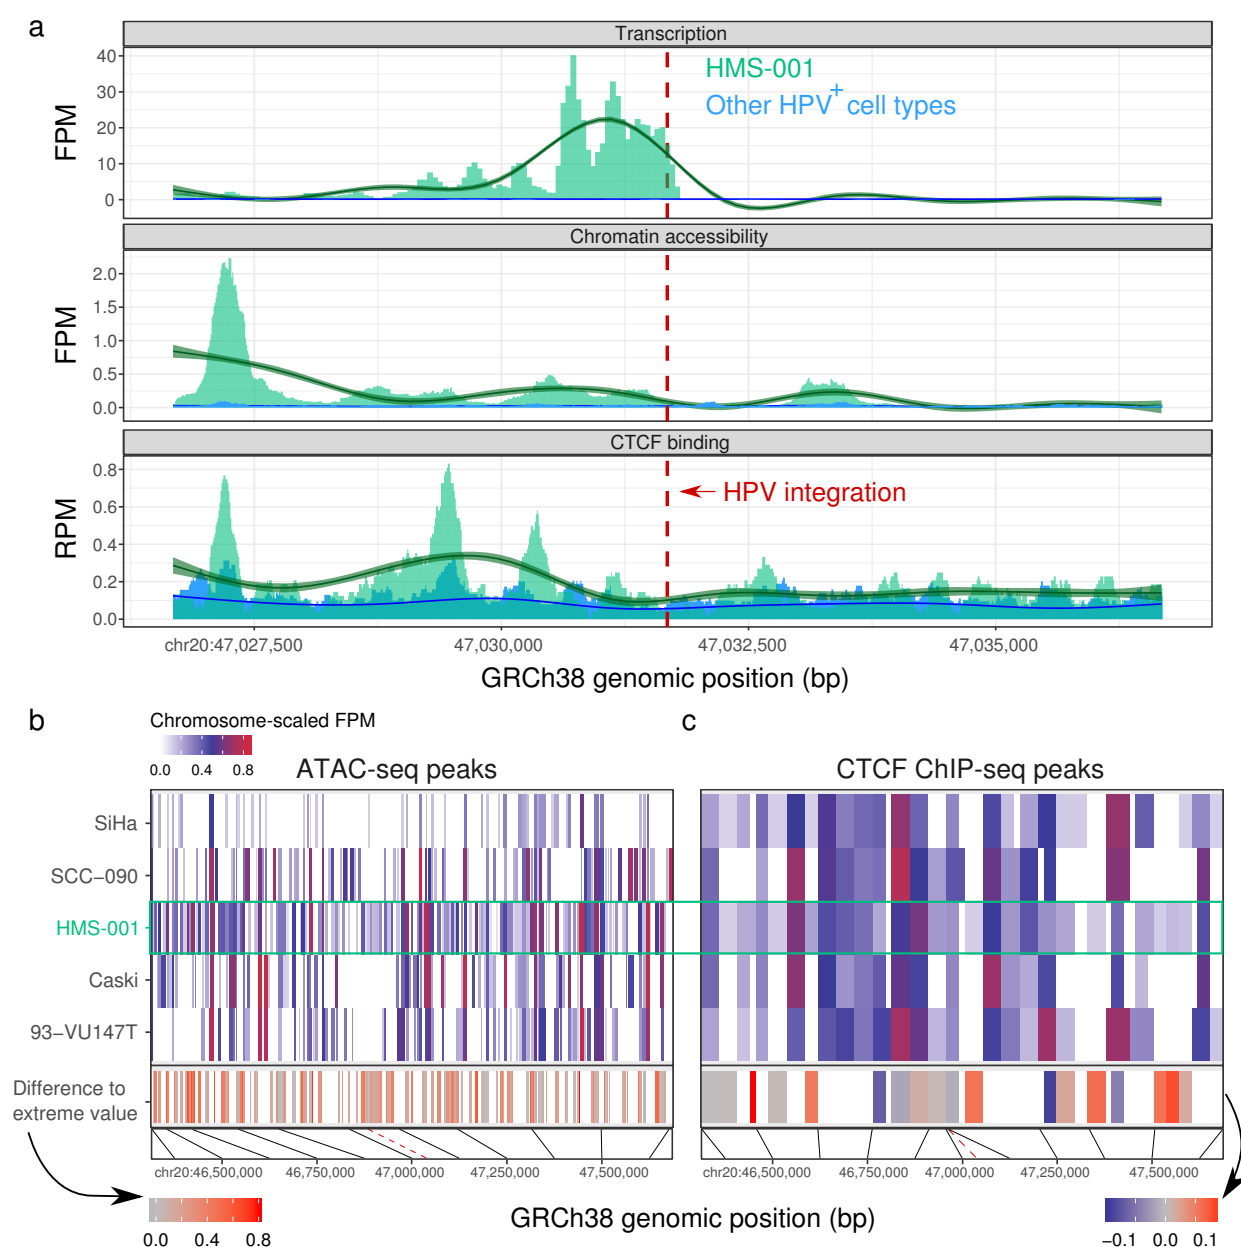 a
Transcription
40
30
20
10
0
FPM
HMS-001
Other HPV+ cell types
Chromatin accessibility
2.0
1.5
1.0
0.5
0.0
FPM
CTCF binding
0.8
0.6
0.4
0.2
0.0
RPM
HPV integration
chr20:47,027,500 47,030,000 47,032,500 47,035,000
GRCh38 genomic position (bp)
b
Chromosome-scaled FPM
0.0 0.4 0.8
ATAC-seq peaks
c
CTCF ChIP-seq peaks
SiHa
SCC−090
HMS-001
Caski
93−VU147T
Difference to
extreme value
chr20:46,500,000 46,750,000 47,000,000 47,250,000 47,500,000
chr20:46,500,000 46,750,000 47,000,000 47,250,000 47,500,000
0.0 0.4 0.8
GRCh38 genomic position (bp)
−0.1 0.0 0.1